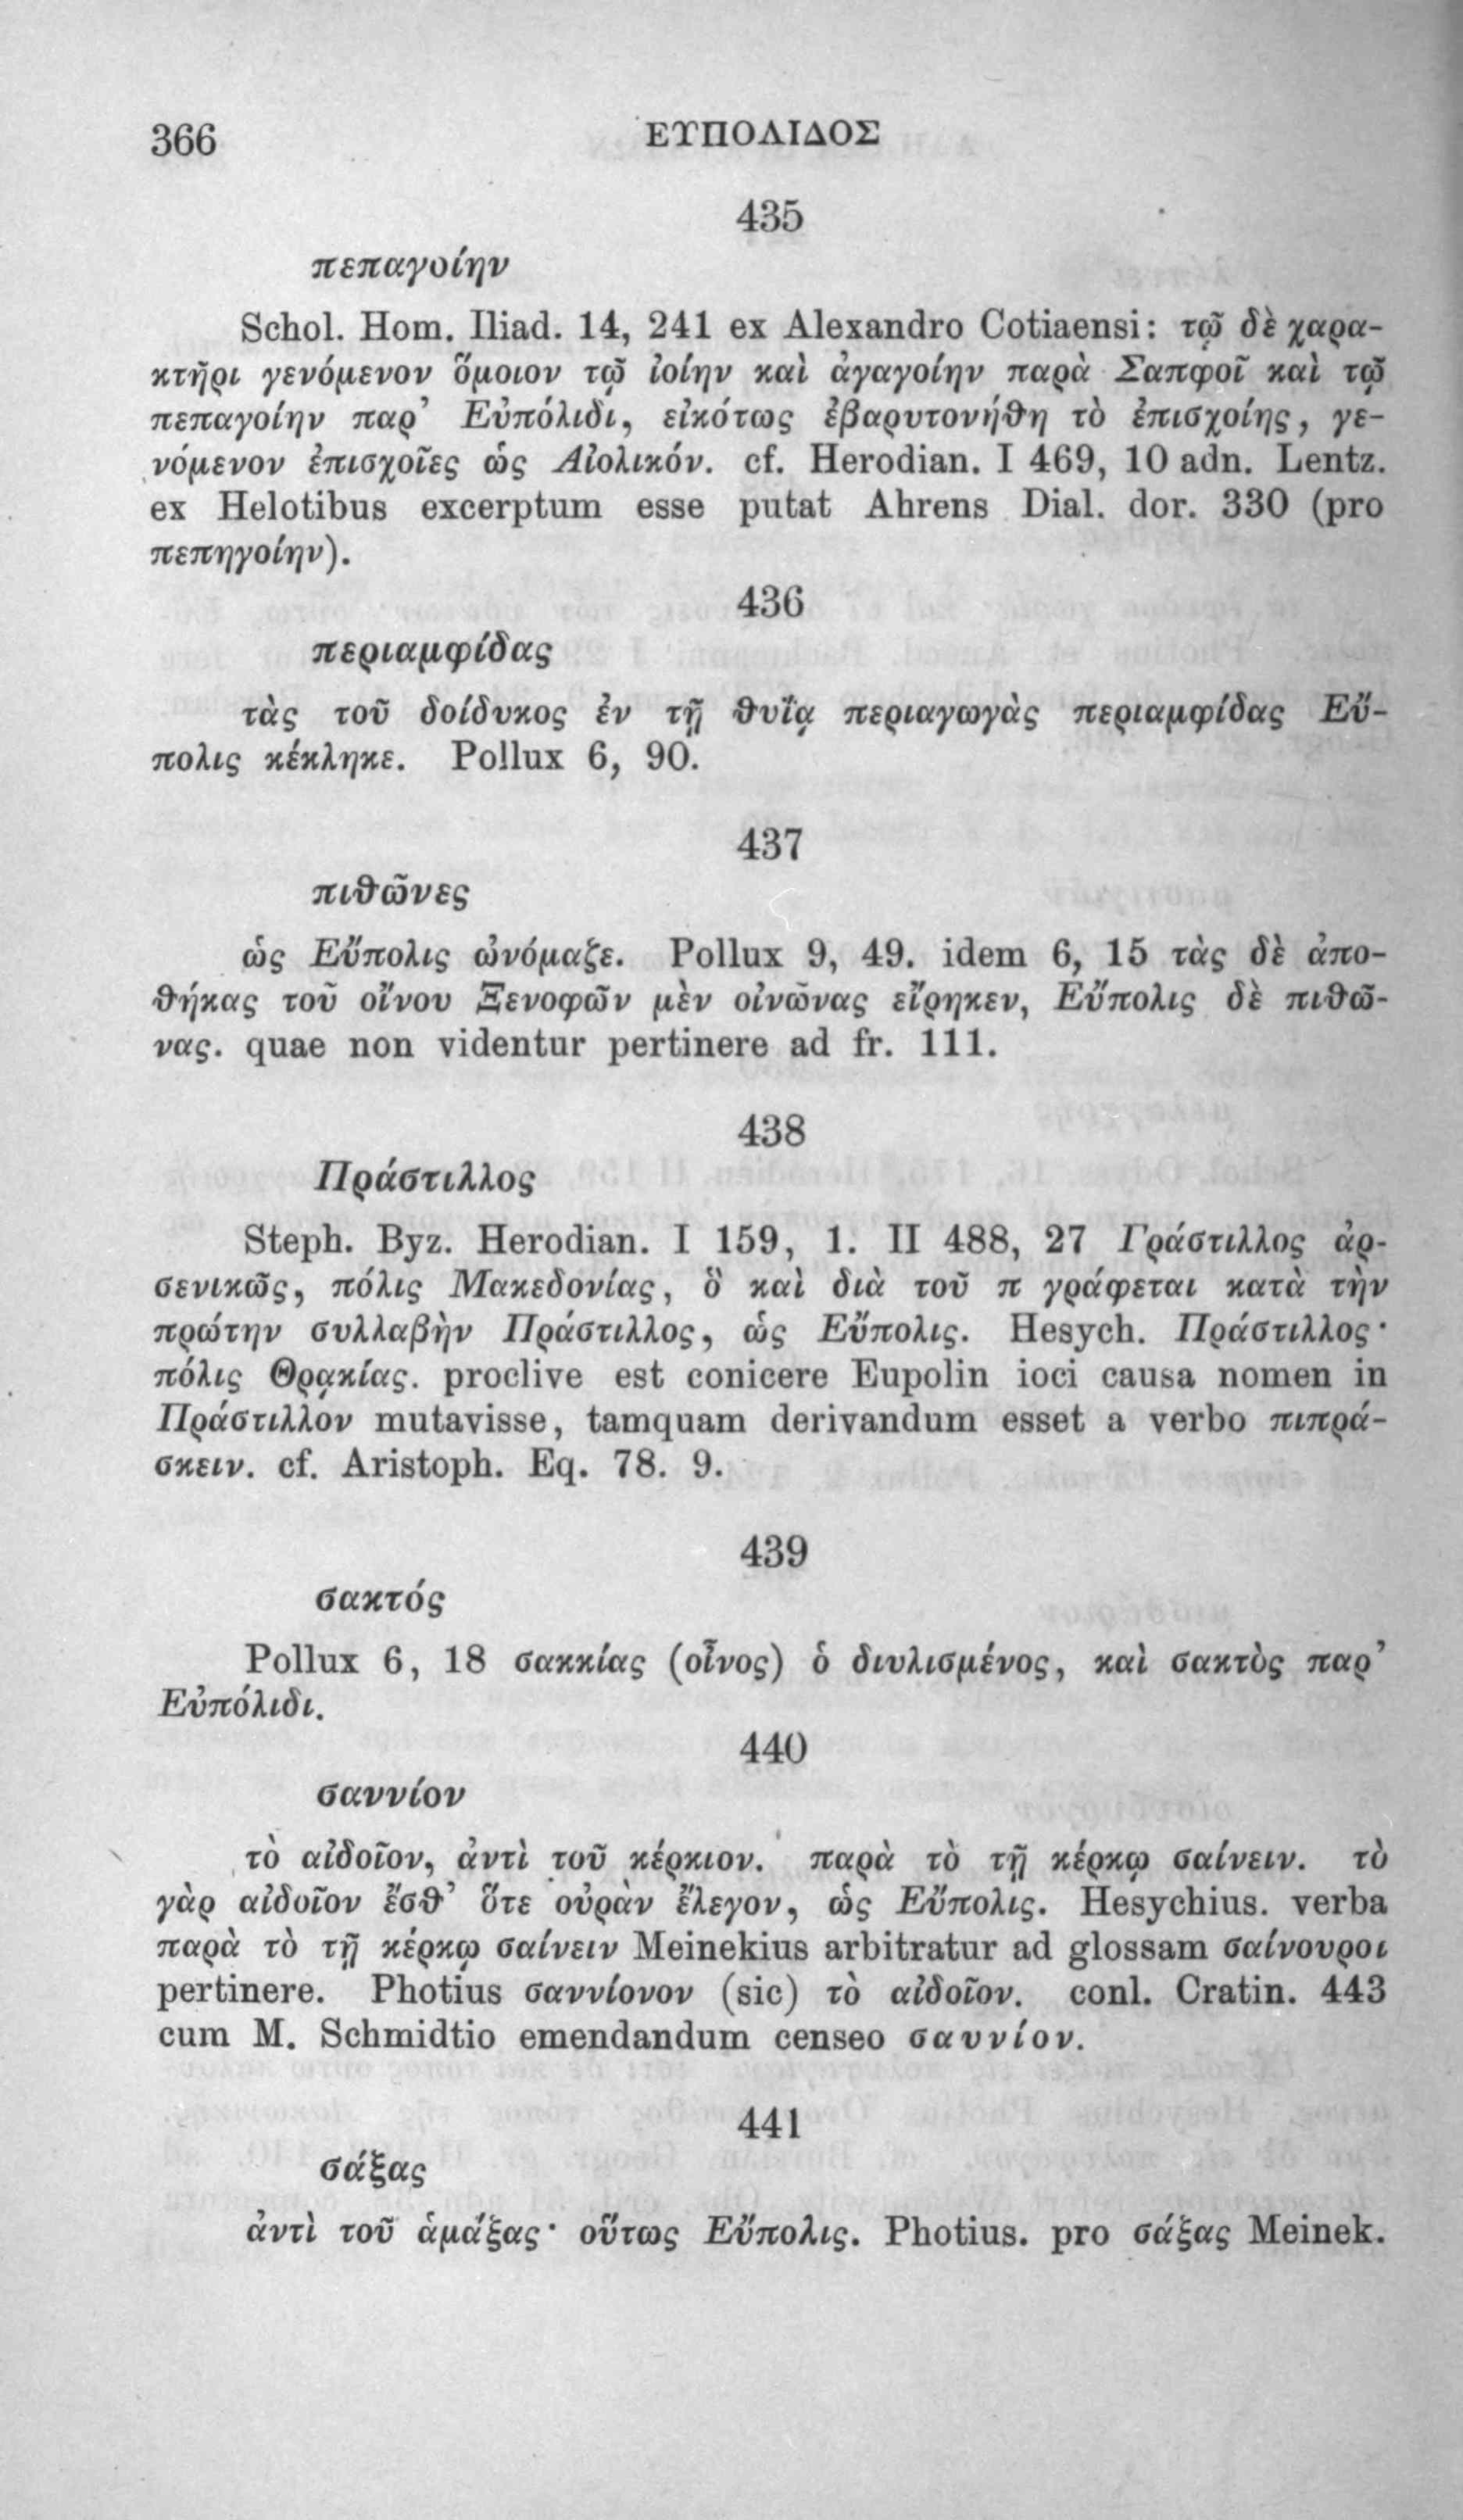 366
ΕΥΠΟΛΙΔΟΣ
435
πεπαγοίην
Schol. Hom. Iliad. 14, 241 ex Alexandro Cotiaensi: τῷ δὲ χαρα-
κτῆρι γενόμενον ὅμοιον τῷ ἰοίην καὶ ἀγαγοίην παρὰ Σαπφοῖ καὶ τῷ
πεπαγοίην παρ’ Εὐπόλιδι, εἰκότως ἐβαρυτονήθη τὸ ἐπισχοίης, γε-
νόμενον ἐπισχοῖες ὡς Αἰολικόν. cf. Herodian. I 469, 10 adn. Lentz.
ex Helotibus excerptum esse putat Ahrens Dial. dor. 330 (pro
πεπηγοίην).
436
περιαμφίδας
τὰς τοῦ δοίδυκος ἐν τῇ θυΐᾳ περιαγωγὰς περιαμφίδας Εὔ-
πολις κέκληκε. Pollux 6, 90.
437
πιθῶνες
ὡς Εὔπολις ὠνόμαζε. Pollux 9, 49. idem 6, 15 τὰς δὲ ἀπο-
θήκας τοῦ οἴνου Ξενοφῶν μὲν οἰνῶνας εἴρηκεν, Εὔπολις δὲ πιθῶ-
νας. quae non videntur pertinere ad fr. 111.
438
Πράστιλλος
Steph. Byz. Herodian. I 159, 1. II 488, 27 Γράστιλλος ἀρ-
σενικῶς, πόλις Μακεδονίας, ὃ καὶ διὰ τοῦ π γράφεται κατὰ τὴν
πρώτην συλλαβὴν Πράστιλλος, ὡς Εὔπολις. Hesych. Πράστιλλος·
πόλις Θρᾳκίας. proclive est conicere Eupolin ioci causa nomen in
Πράστιλλον mutavisse, tamquam derivandum esset a verbo πιπρά-
σκειν. cf. Aristoph. Eq. 78. 9.
439
σακτός
Pollux 6, 18 σακκίας (οἶνος) ὁ διυλισμένος, καὶ σακτὸς παρ’
Εὐπόλιδι.
440
σαννίον
τὸ αἰδοῖον, ἀντὶ τοῦ κέρκιον. παρὰ τὸ τῇ κέρκῳ σαίνειν. τὸ
γὰρ αἰδοῖον ἔσθ’ ὅτε οὐρὰν ἔλεγον, ὡς Εὔπολις. Hesychius. verba
παρὰ τὸ τῇ κέρκῳ σαίνειν Meinekius arbitratur ad glossam σαίνουροι
pertinere. Photius σαννίονον (sic) τὸ αἰδοῖον. conl. Cratin. 443
cum M. Schmidtio emendandum censeo σαυνίον.
441
σάξας
ἀντὶ τοῦ ἁμάξας· οὕτως Εὔπολις. Photius. pro σάξας Meinek.